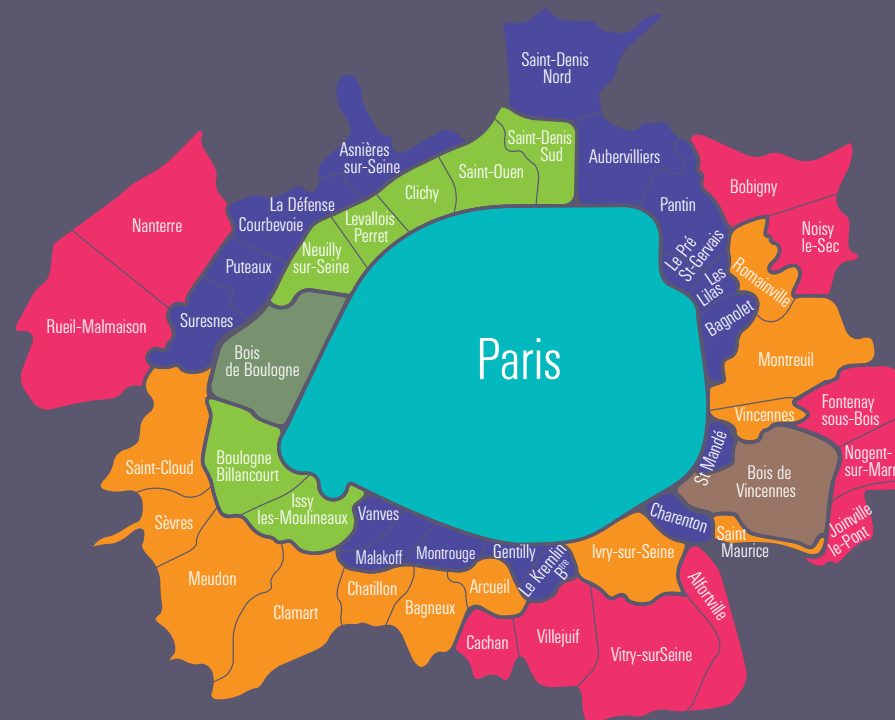 Saint-Denis
Nord
Saint-Denis
Sud
Aubervilliers
Asnières
sur-Seine
Saint-Ouen
Clichy
La Défense
Courbevoie
Levallois
Perret
Neuilly
sur-Seine
Nanterre
Puteaux
Rueil-Malmaison
Suresnes
Pantin
Bobigny
Noisy
le-Sec
Le Pré
St-Gervais
Les
Lilas
Romainville
Bagnolet
Bois
de Boulogne
Paris
Montreuil
Vincennes
Fontenay
sous-Bois
Nogent-
sur-Marn
St Mandé
Bois de
Vincennes
Joinville
le-Pont
Saint-Cloud
Boulogne
Billancourt
Issy
les-Moulineaux
Vanves
Sèvres
Malakoff
Montrouge
Gentilly
Le Kremlin
Btre
Ivry-sur-Seine
Charenton
Saint
Maurice
Meudon
Clamart
Chatillon
Bagneux
Arcueil
Alfortville
Cachan
Villejuif
Vitry-surSeine